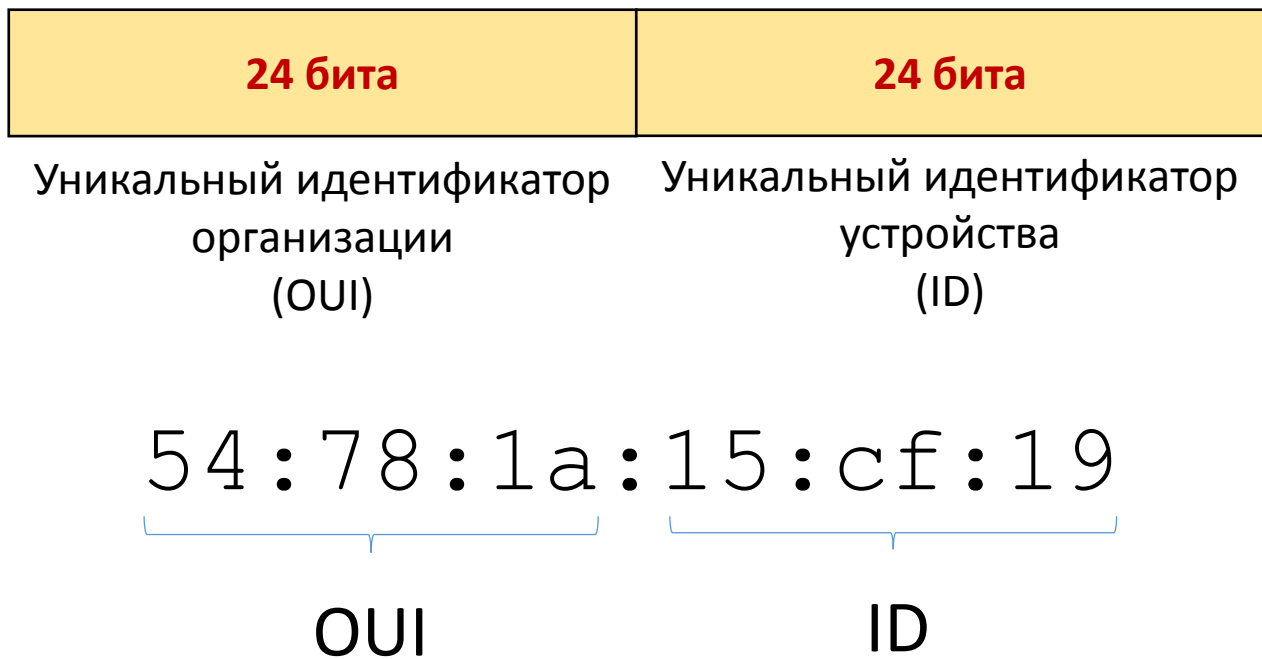 24 бита
24 бита
Уникальный идентификатор
организации
(OUI)
Уникальный идентификатор
устройства
(ID)
54:78:1a:15:cf:19
OUI
ID